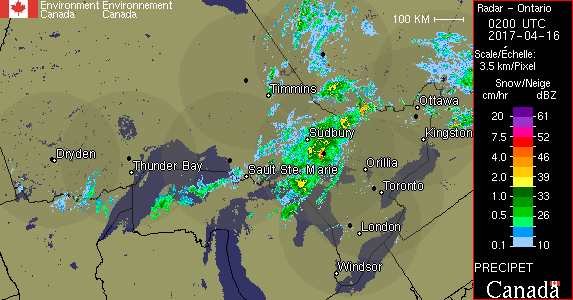 Environment Environnement
Canada Canada
100 KM
Timmins
Ottawa
Sudbury
Kingston
Dryden
Thunder Bay
Sault Ste. Marie
Orillia
Toronto
London
Windsor
Radar - Ontario
0200 UTC
2017-04-16
Scale/Échelle:
3.5 km/Pixel
Snow/Neige
cm/hr dBZ
20 61
7.5 52
4.0 46
2.0 39
1.0 33
0.5 26
0.1 10
PRECIPET
Canada